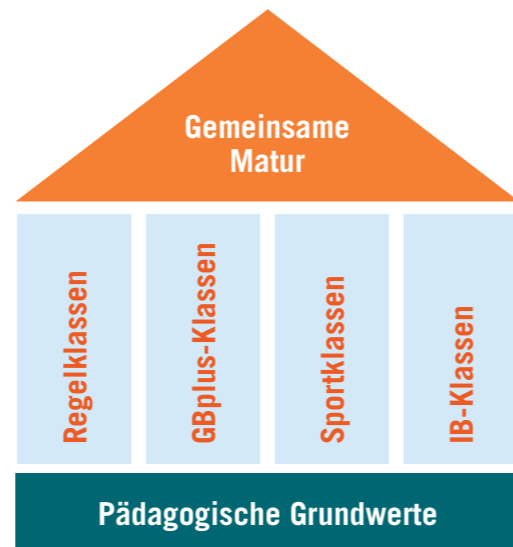 Gemeinsame
Matur
Regelklassen
GBplus-Klassen
Sportklassen
IB-Klassen
Pädagogische Grundwerte